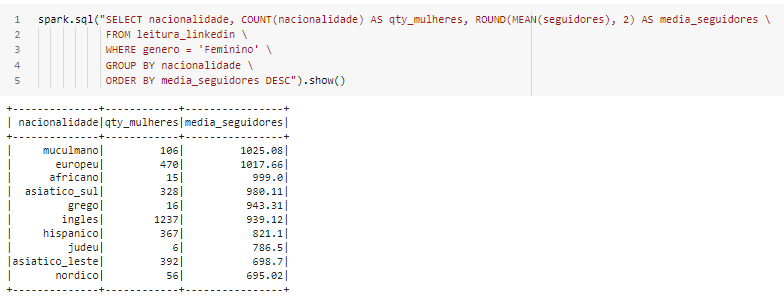 1 spark.sql("SELECT nacionalidade, COUNT(nacionalidade) AS qty_mulheres, ROUND(MEAN(seguidores), 2) AS media_seguidores \
2 FROM leitura_linkedin \
3 WHERE genero = 'Feminino' \
4 GROUP BY nacionalidade \
5 ORDER BY media_seguidores DESC").show()
+--------------+------------+----------------+
| nacionalidade|qty_mulheres|media_seguidores|
+--------------+------------+----------------+
|     muculmano|         106|         1025.08|
|       europeu|         470|         1017.66|
|      africano|          15|           999.0|
|  asiatico_sul|         328|          980.11|
|         grego|          16|          943.31|
|        ingles|        1237|          939.12|
|     hispanico|         367|           821.1|
|         judeu|           6|           786.5|
|asiatico_leste|         392|           698.7|
|       nordico|          56|          695.02|
+--------------+------------+----------------+